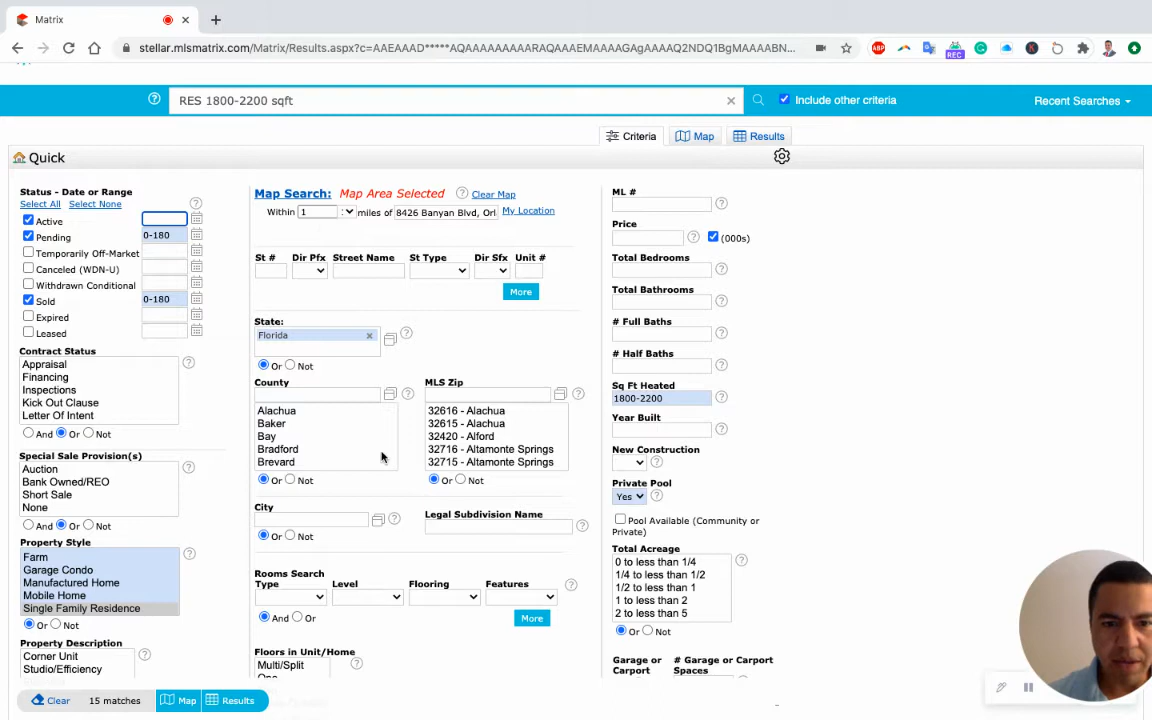 Matrix
stellar.mlsmatrix.com/Matrix/Results.aspx?c=AAEAAAD*****AQAAAAAAAAARAQAAAEMAAAAGAgAAAAQ2NDQ1BgMAAAABN...
ABP
REC
K
RES 1800-2200 sqft
Include other criteria
Recent Searches
Criteria
Map
Results
Quick
Status - Date or Range
Select All Select None
Active
Pending 0-180
Temporarily Off-Market
Canceled (WDN-U)
Withdrawn Conditional
Sold 0-180
Expired
Leased
Contract Status
Appraisal
Financing
Inspections
Kick Out Clause
Letter Of Intent
And Or Not
Special Sale Provision(s)
Auction
Bank Owned/REO
Short Sale
None
And Or Not
Property Style
Farm
Garage Condo
Manufactured Home
Mobile Home
Single Family Residence
Or Not
Property Description
Corner Unit
Studio/Efficiency
Map Search: Map Area Selected Clear Map
Within 1 miles of 8426 Banyan Blvd, Orl My Location
St # Dir Pfx Street Name St Type Dir Sfx Unit #
More
State:
Florida
Or Not
County MLS Zip
Alachua 32616 - Alachua
Baker 32615 - Alachua
Bay 32420 - Alford
Bradford 32716 - Altamonte Springs
Brevard 32715 - Altamonte Springs
Or Not Or Not
City Legal Subdivision Name
Or Not
Rooms Search
Type Level Flooring Features
And Or More
Floors in Unit/Home
Multi/Split
One
ML #
Price
(000s)
Total Bedrooms
Total Bathrooms
# Full Baths
# Half Baths
Sq Ft Heated
1800-2200
Year Built
New Construction
Private Pool
Yes
Pool Available (Community or
Private)
Total Acreage
0 to less than 1/4
1/4 to less than 1/2
1/2 to less than 1
1 to less than 2
2 to less than 5
Or Not
Garage or # Garage or Carport
Carport Spaces
Clear 15 matches Map Results